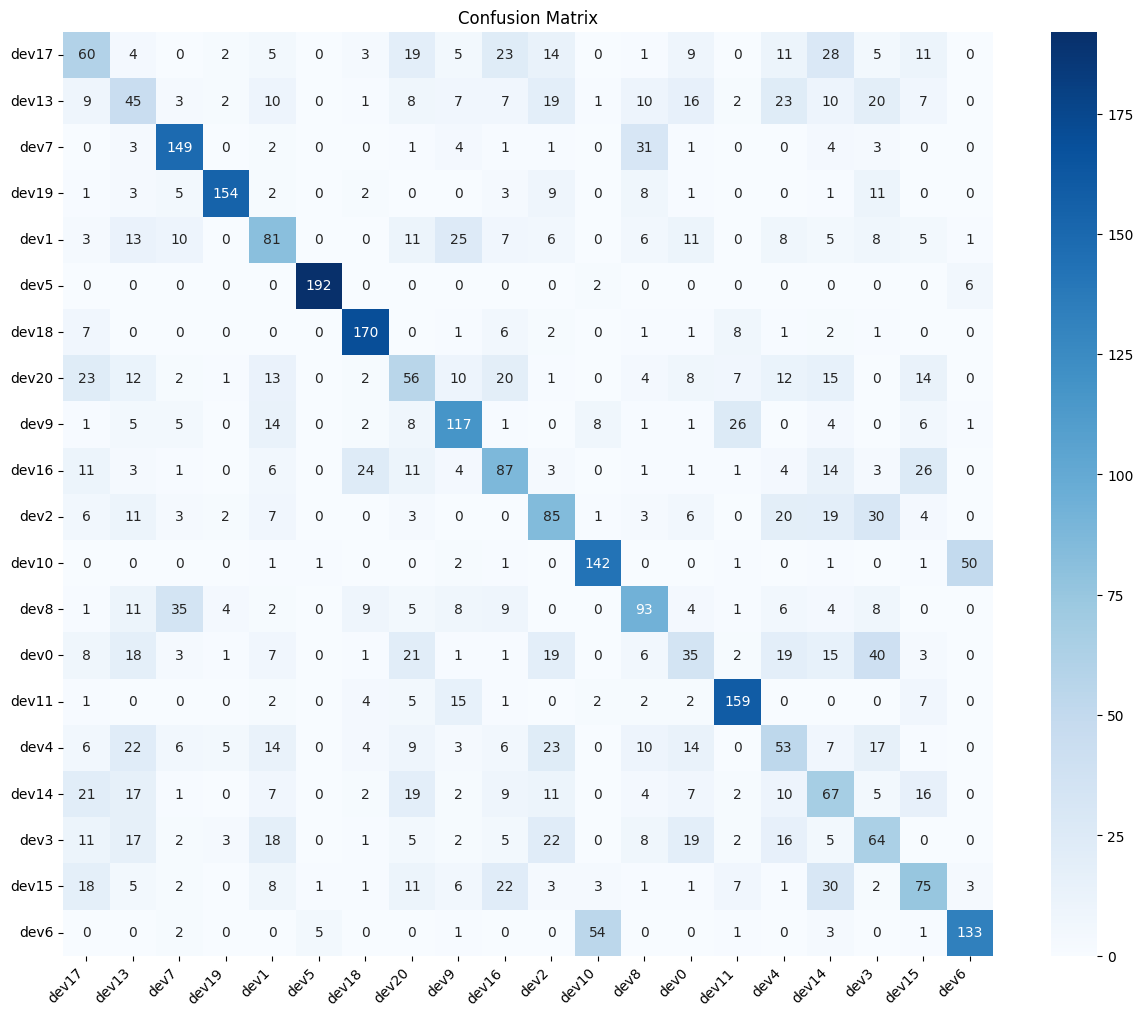 Confusion Matrix
dev17 60 4 0 2 5 0 3 19 5 23 14 0 1 9 0 11 28 5 11 0
dev13 9 45 3 2 10 0 1 8 7 7 19 1 10 16 2 23 10 20 7 0
dev7 0 3 149 0 2 0 0 1 4 1 1 0 31 1 0 0 4 3 0 0
dev19 1 3 5 154 2 0 2 0 0 3 9 0 8 1 0 0 1 11 0 0
dev1 3 13 10 0 81 0 0 11 25 7 6 0 6 11 0 8 5 8 5 1
dev5 0 0 0 0 0 192 0 0 0 0 0 2 0 0 0 0 0 0 0 6
dev18 7 0 0 0 0 0 170 0 1 6 2 0 1 1 8 1 2 1 0 0
dev20 23 12 2 1 13 0 2 56 10 20 1 0 4 8 7 12 15 0 14 0
dev9 1 5 5 0 14 0 2 8 117 1 0 8 1 1 26 0 4 0 6 1
dev16 11 3 1 0 6 0 24 11 4 87 3 0 1 1 1 4 14 3 26 0
dev2 6 11 3 2 7 0 0 3 0 0 85 1 3 6 0 20 19 30 4 0
dev10 0 0 0 0 1 1 0 0 2 1 0 142 0 0 1 0 1 0 1 50
dev8 1 11 35 4 2 0 9 5 8 9 0 0 93 4 1 6 4 8 0 0
dev0 8 18 3 1 7 0 1 21 1 1 19 0 6 35 2 19 15 40 3 0
dev11 1 0 0 0 2 0 4 5 15 1 0 2 2 2 159 0 0 0 7 0
dev4 6 22 6 5 14 0 4 9 3 6 23 0 10 14 0 53 7 17 1 0
dev14 21 17 1 0 7 0 2 19 2 9 11 0 4 7 2 10 67 5 16 0
dev3 11 17 2 3 18 0 1 5 2 5 22 0 8 19 2 16 5 64 0 0
dev15 18 5 2 0 8 1 1 11 6 22 3 3 1 1 7 1 30 2 75 3
dev6 0 0 2 0 0 5 0 0 1 0 0 54 0 0 1 0 3 0 1 133
dev17 dev13 dev7 dev19 dev1 dev5 dev18 dev20 dev9 dev16 dev2 dev10 dev8 dev0 dev11 dev4 dev14 dev3 dev15 dev6
175
150
125
100
75
50
25
0